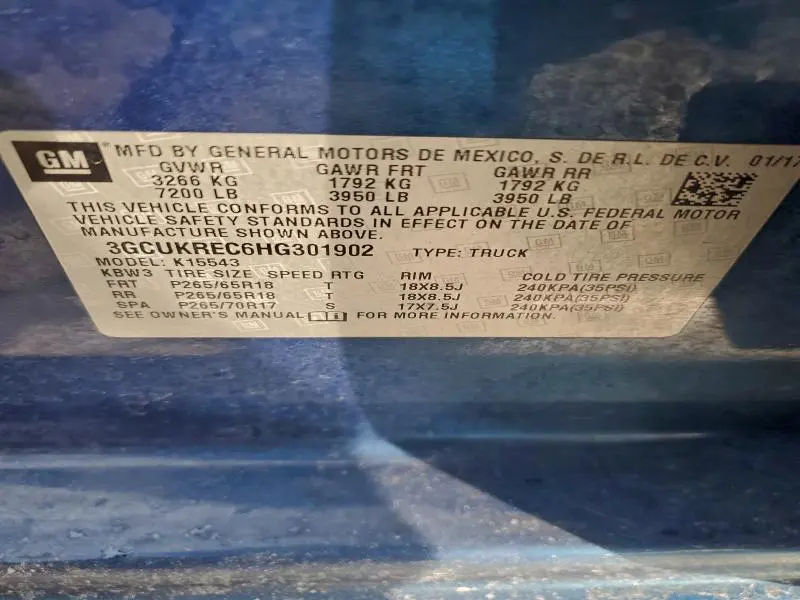 GM ® MFD BY GENERAL MOTORS DE MEXICO, S. DE R.L. DE C.V. 01/17
GVWR GAWR FRT GAWR RR
3266 KG 1792 KG 1792 KG
7200 LB 3950 LB 3950 LB
THIS VEHICLE CONFORMS TO ALL APPLICABLE U.S. FEDERAL MOTOR
VEHICLE SAFETY STANDARDS IN EFFECT ON THE DATE OF
MANUFACTURE SHOWN ABOVE.
3GCUKREC6HG301902 TYPE: TRUCK
MODEL: K15543
KBW3 TIRE SIZE SPEED RTG RIM COLD TIRE PRESSURE
FRT P265/65R18 T 18X8.5J 240KPA(35PSI)
RR P265/65R18 T 18X8.5J 240KPA(35PSI)
SPA P265/70R17 S 17X7.5J 240KPA(35PSI)
SEE OWNER'S MANUAL FOR MORE INFORMATION.